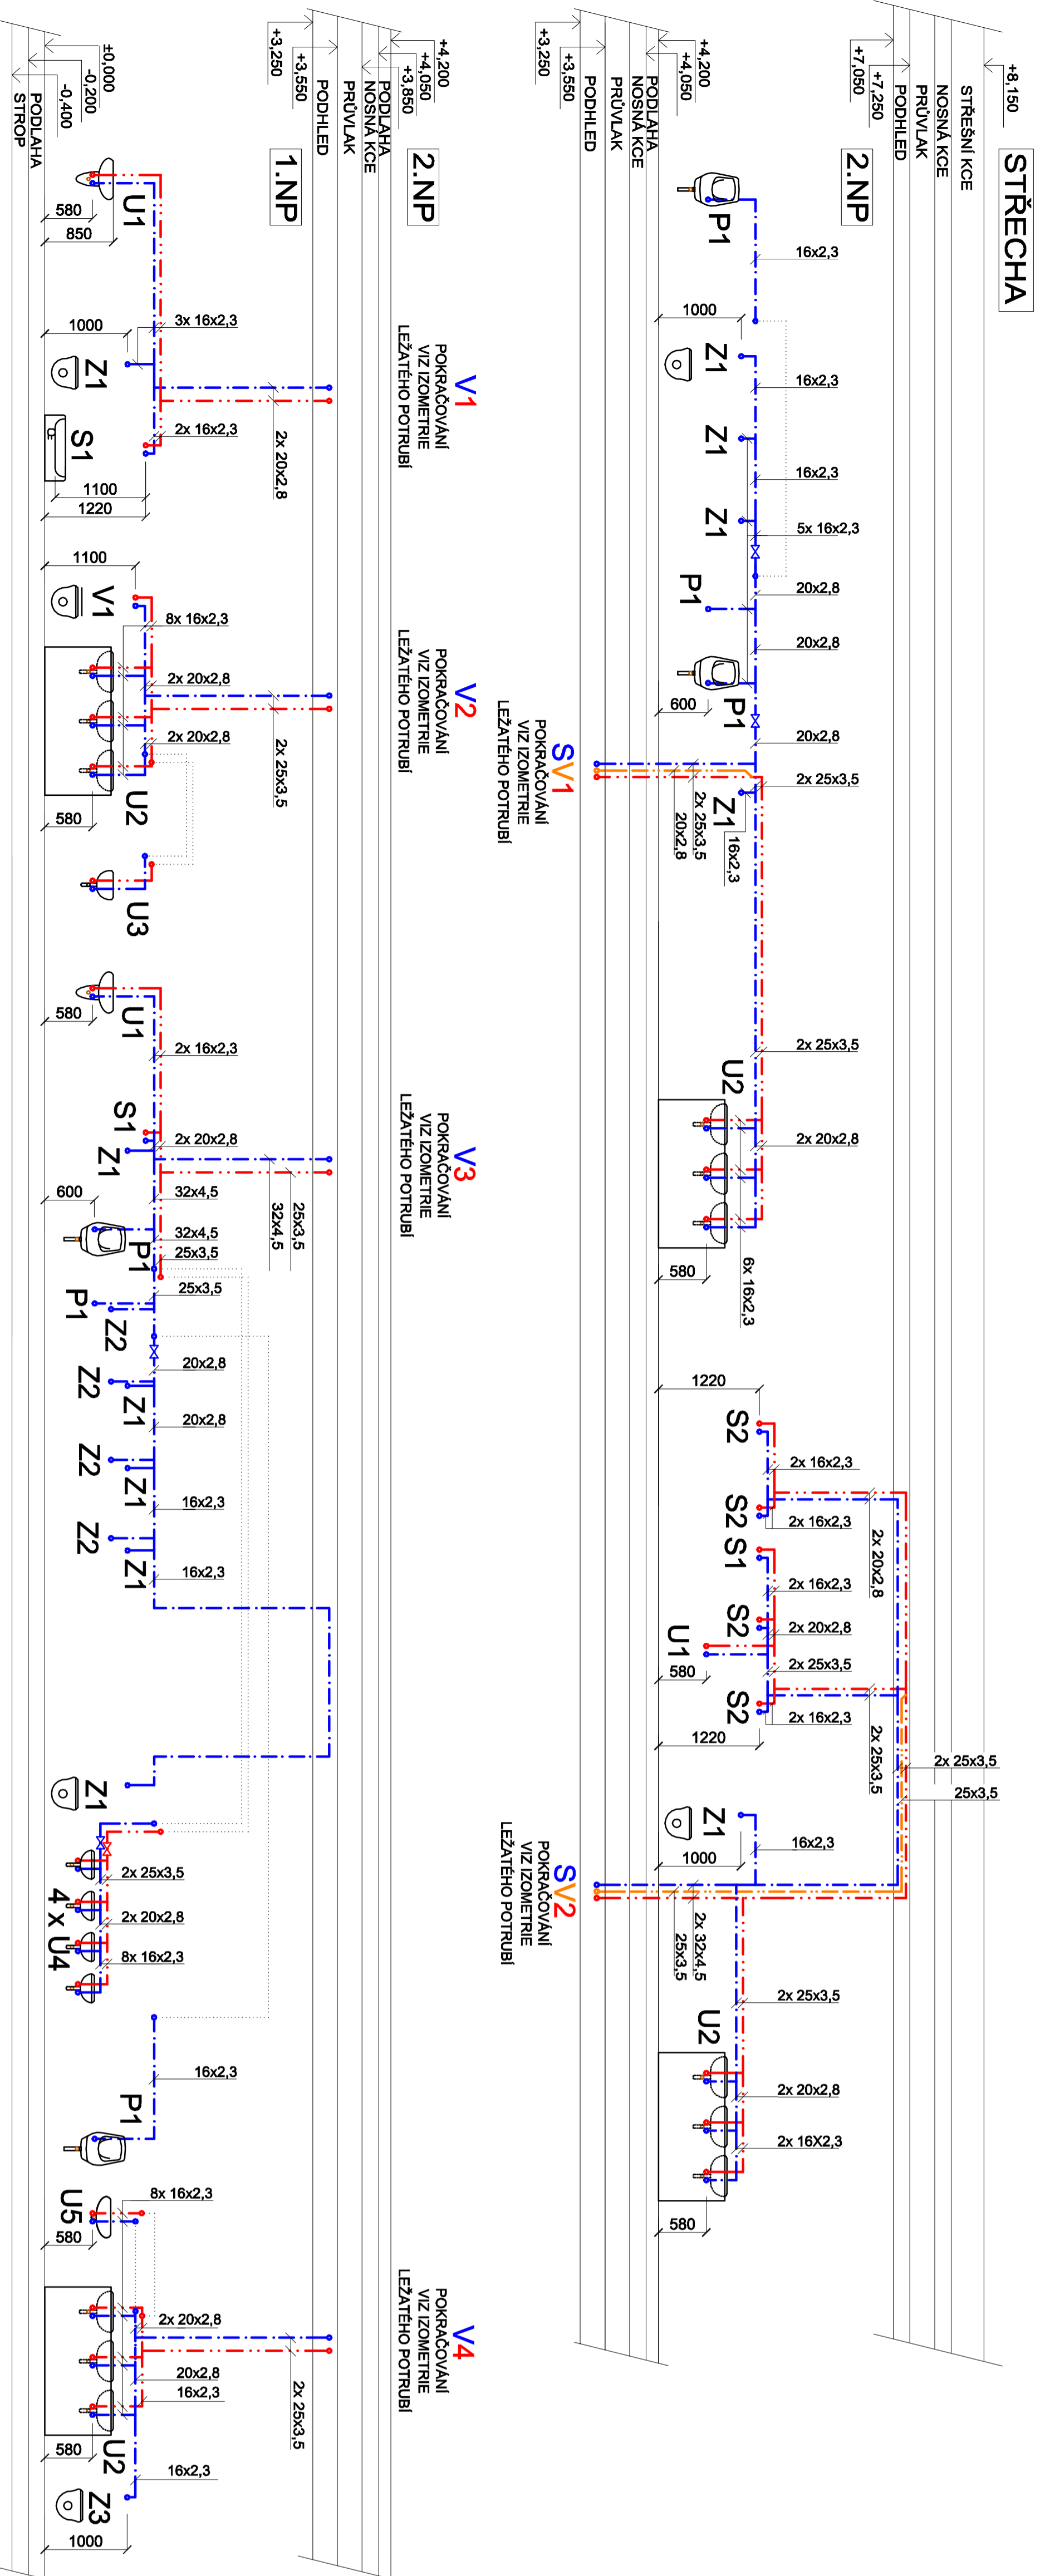 STŘECHA
+8,150
STŘEŠNÍ KCE
NOSNÁ KCE
PRŮVLAK
PODHLED
+7,250
+7,050
2.NP
P1
16x2,3
1000
Z1
16x2,3
Z1
16x2,3
Z1
5x 16x2,3
20x2,8
P1
20x2,8
600
P1
20x2,8
2x 25x3,5
Z1
16x2,3
2x 25x3,5
20x2,8
2x 25x3,5
U2
2x 20x2,8
6x 16x2,3
580
1220
S2
2x 16x2,3
S2
2x 16x2,3
2x 20x2,8
S1
2x 16x2,3
S2
2x 20x2,8
U1
580
2x 25x3,5
S2
2x 16x2,3
1220
2x 25x3,5
2x 25x3,5
25x3,5
Z1
1000
16x2,3
2x 32x4,5
25x3,5
2x 25x3,5
U2
2x 20x2,8
2x 16X2,3
580
+4,200
+4,050
PODLAHA
NOSNÁ KCE
PRŮVLAK
PODHLED
+3,550
+3,250
SV1
POKRAČOVÁNÍ
VIZ IZOMETRIE
LEŽATÉHO POTRUBÍ
SV2
POKRAČOVÁNÍ
VIZ IZOMETRIE
LEŽATÉHO POTRUBÍ
2.NP
+4,200
+4,050
+3,850
PODLAHA
NOSNÁ KCE
PRŮVLAK
PODHLED
+3,550
+3,250
1.NP
V1
POKRAČOVÁNÍ
VIZ IZOMETRIE
LEŽATÉHO POTRUBÍ
V2
POKRAČOVÁNÍ
VIZ IZOMETRIE
LEŽATÉHO POTRUBÍ
V3
POKRAČOVÁNÍ
VIZ IZOMETRIE
LEŽATÉHO POTRUBÍ
V4
POKRAČOVÁNÍ
VIZ IZOMETRIE
LEŽATÉHO POTRUBÍ
U1
580
850
1000
3x 16x2,3
Z1
2x 16x2,3
S1
1100
1220
2x 20x2,8
1100
V1
8x 16x2,3
2x 20x2,8
2x 20x2,8
2x 25x3,5
U2
580
U3
U1
580
2x 16x2,3
S1
2x 20x2,8
Z1
32x4,5
25x3,5
32x4,5
600
32x4,5
25x3,5
P1
25x3,5
P1
Z2
20x2,8
Z2
Z1
20x2,8
Z2
Z1
16x2,3
Z2
Z1
16x2,3
Z1
2x 25x3,5
4 x U4
2x 20x2,8
8x 16x2,3
16x2,3
P1
8x 16x2,3
U5
580
2x 20x2,8
20x2,8
16x2,3
2x 25x3,5
U2
580
16x2,3
Z3
1000
±0,000
-0,200
-0,400
PODLAHA
STROP